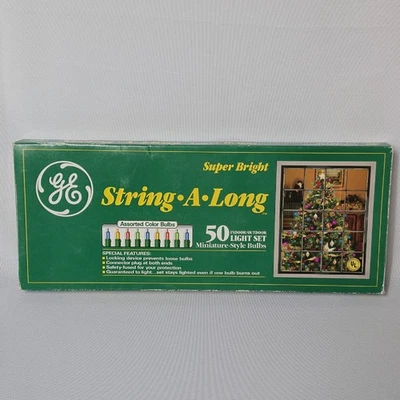 GE
Super Bright
String•A•Long™
Assorted Color Bulbs
50 INDOOR/OUTDOOR
LIGHT SET
Miniature-Style Bulbs
SPECIAL FEATURES:
Locking device prevents loose bulbs
Connector plug at both ends
Safety-fused for your protection
Guaranteed to light...set stays lighted even if one bulb burns out
UL